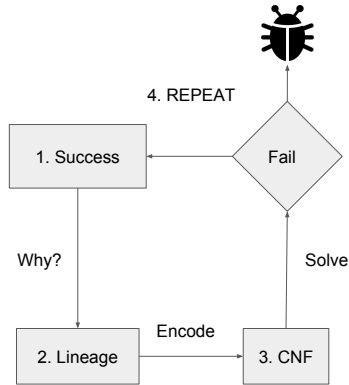 4. REPEAT
1. Success
Fail
Why?
Solve
Encode
2. Lineage
3. CNF